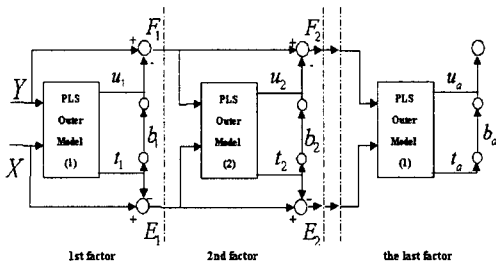 F₁
F₂
+
-
+
-
Y
X
PLS
Outer
Model
(1)
u₁
b₁
t₁
PLS
Outer
Model
(2)
u₂
b₂
t₂
PLS
Outer
Model
(1)
uₐ
bₐ
tₐ
+
-
+
-
E₁
E₂
1st factor
2nd factor
the last factor